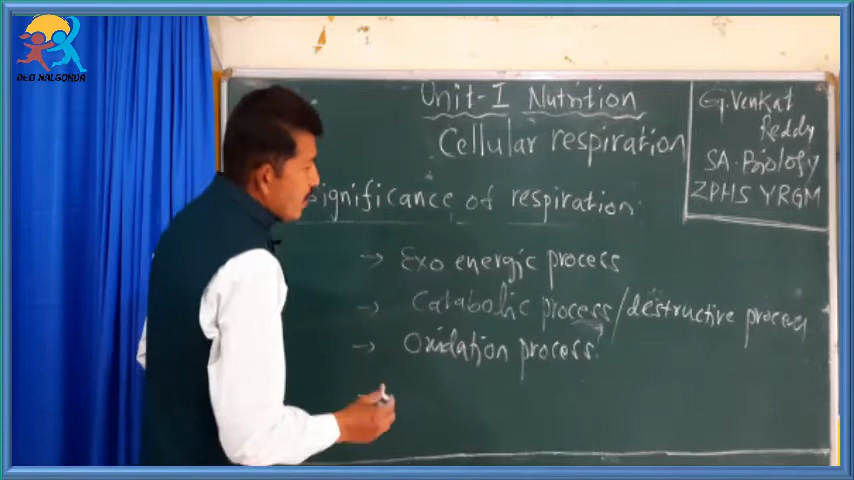 DEO NALGONDA
Unit-I Nutrition
Cellular respiration
G. Venkat
Reddy
SA. Biology
ZPHS YRGM
Significance of respiration
→ Exo energic process
→ Catabolic process/destructive process
→ Oxidation process.